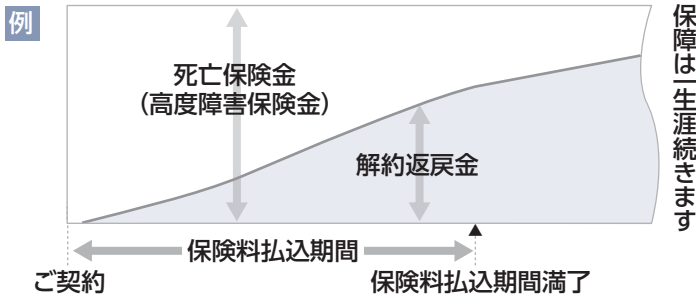 例
死亡保険金
（高度障害保険金）
解約返戻金
保険料払込期間
ご契約
保険料払込期間満了
保障は一生涯続きます